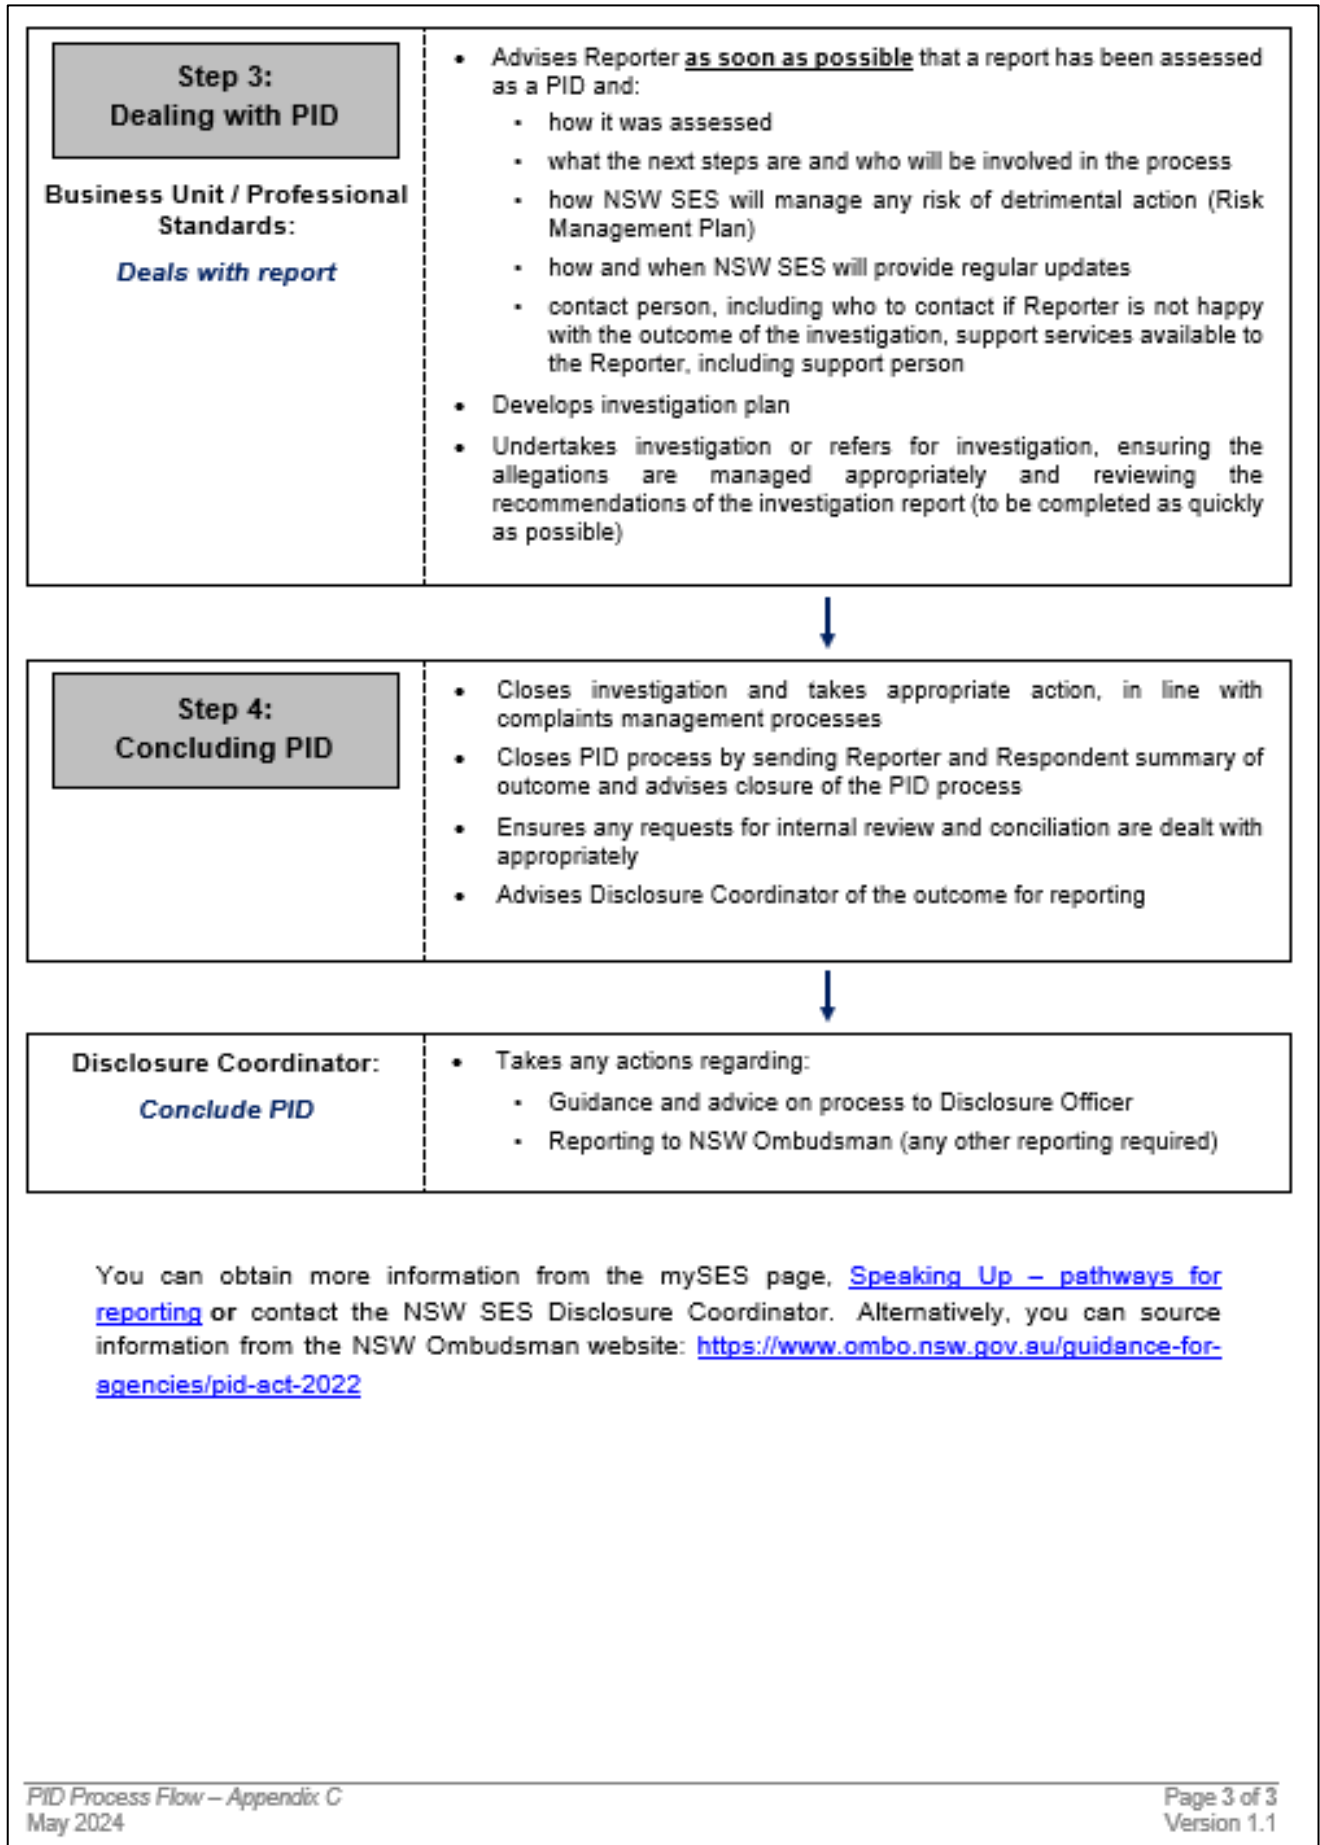 Step 3:
Dealing with PID
Business Unit / Professional
Standards:
Deals with report
• Advises Reporter as soon as possible that a report has been assessed
as a PID and:
▪ how it was assessed
▪ what the next steps are and who will be involved in the process
▪ how NSW SES will manage any risk of detrimental action (Risk
Management Plan)
▪ how and when NSW SES will provide regular updates
▪ contact person, including who to contact if Reporter is not happy
with the outcome of the investigation, support services available to
the Reporter, including support person
• Develops investigation plan
• Undertakes investigation or refers for investigation, ensuring the
allegations are managed appropriately and reviewing the
recommendations of the investigation report (to be completed as quickly
as possible)
Step 4:
Concluding PID
• Closes investigation and takes appropriate action, in line with
complaints management processes
• Closes PID process by sending Reporter and Respondent summary of
outcome and advises closure of the PID process
• Ensures any requests for internal review and conciliation are dealt with
appropriately
• Advises Disclosure Coordinator of the outcome for reporting
Disclosure Coordinator:
Conclude PID
• Takes any actions regarding:
▪ Guidance and advice on process to Disclosure Officer
▪ Reporting to NSW Ombudsman (any other reporting required)
You can obtain more information from the mySES page, Speaking Up – pathways for
reporting or contact the NSW SES Disclosure Coordinator. Alternatively, you can source
information from the NSW Ombudsman website: https://www.ombo.nsw.gov.au/guidance-for-
agencies/pid-act-2022
PID Process Flow – Appendix C
May 2024
Page 3 of 3
Version 1.1